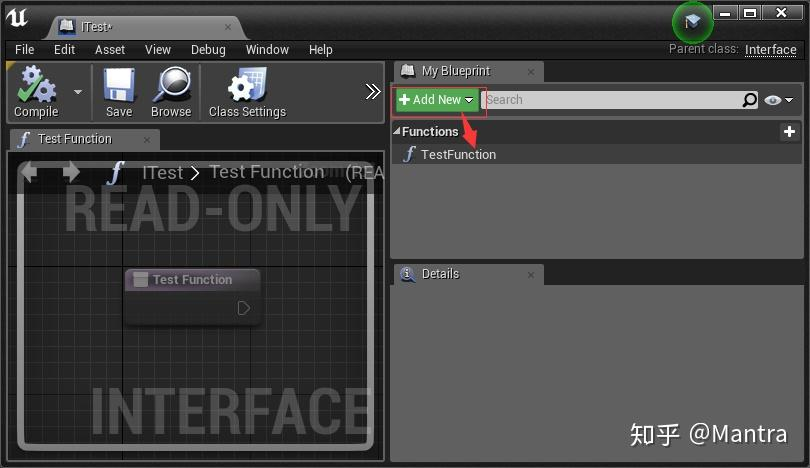 ITest*
File Edit Asset View Debug Window Help
Parent class: Interface
Compile
Save
Browse
Class Settings
My Blueprint
+ Add New
Search
Functions
TestFunction
Test Function
ITest > Test Function
(REA
READ-ONLY
Test Function
INTERFACE
Details
知乎 @Mantra